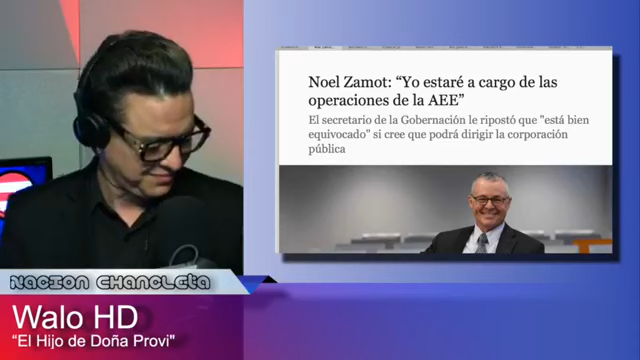 Noel Zamot: “Yo estaré a cargo de las
operaciones de la AEE”
El secretario de la Gobernación le ripostó que "está bien
equivocado" si cree que podrá dirigir la corporación
pública
NACION CHANCLETA
Walo HD
"El Hijo de Doña Provi"